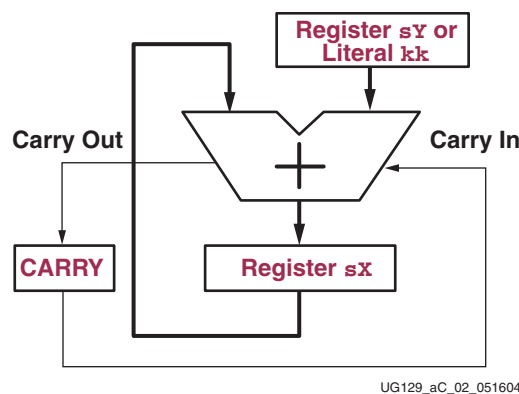 Register sY or
Literal kk
Carry Out
Carry In
+
CARRY
Register sX
UG129_aC_02_051604